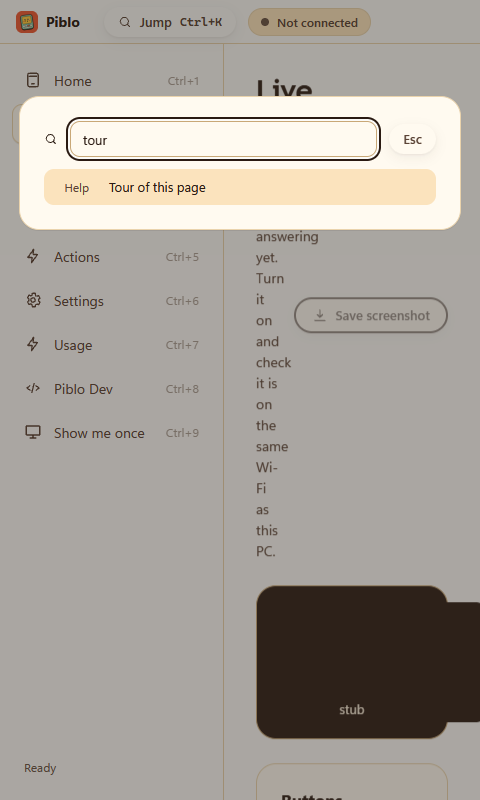 Piblo
Jump Ctrl+K
Not connected
Home Ctrl+1
Live
tour
Esc
Help Tour of this page
answering
yet.
Turn
it
on
and
check
it is
on
the
same
Wi-
Fi
as
this
PC.
Save screenshot
Actions Ctrl+5
Settings Ctrl+6
Usage Ctrl+7
Piblo Dev Ctrl+8
Show me once Ctrl+9
stub
Buttons
Ready